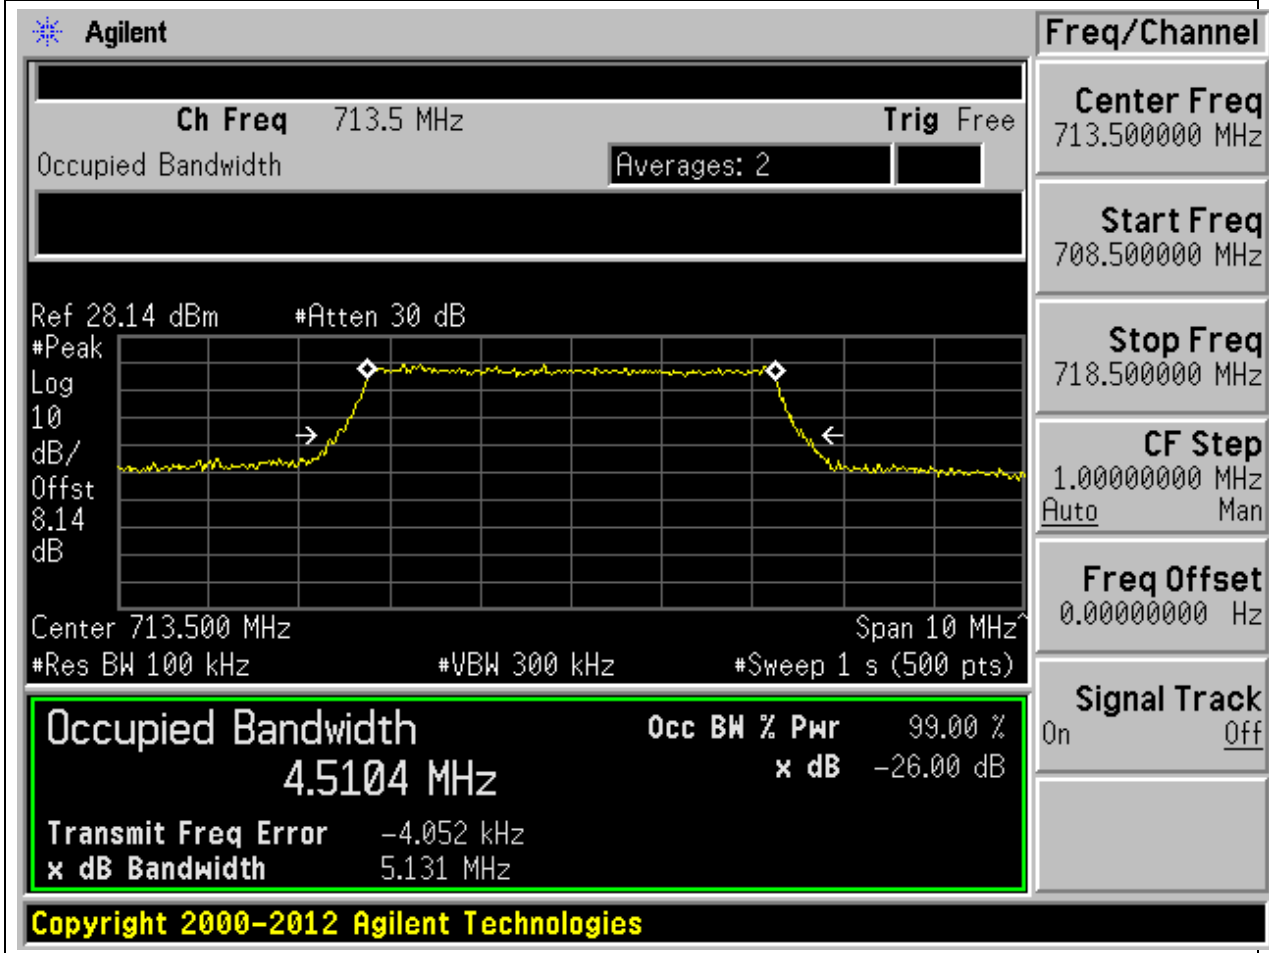 Agilent
Freq/Channel
Ch Freq 713.5 MHz Trig Free
Occupied Bandwidth Averages: 2
Center Freq
713.500000 MHz
Start Freq
708.500000 MHz
Stop Freq
718.500000 MHz
CF Step
1.00000000 MHz
Auto Man
Freq Offset
0.00000000 Hz
Signal Track
On Off
Ref 28.14 dBm #Atten 30 dB
#Peak
Log
10
dB/
Offst
8.14
dB
Center 713.500 MHz Span 10 MHz^
#Res BW 100 kHz #VBW 300 kHz #Sweep 1 s (500 pts)
Occupied Bandwidth Occ BW % Pwr 99.00 %
4.5104 MHz x dB -26.00 dB
Transmit Freq Error -4.052 kHz
x dB Bandwidth 5.131 MHz
Copyright 2000-2012 Agilent Technologies